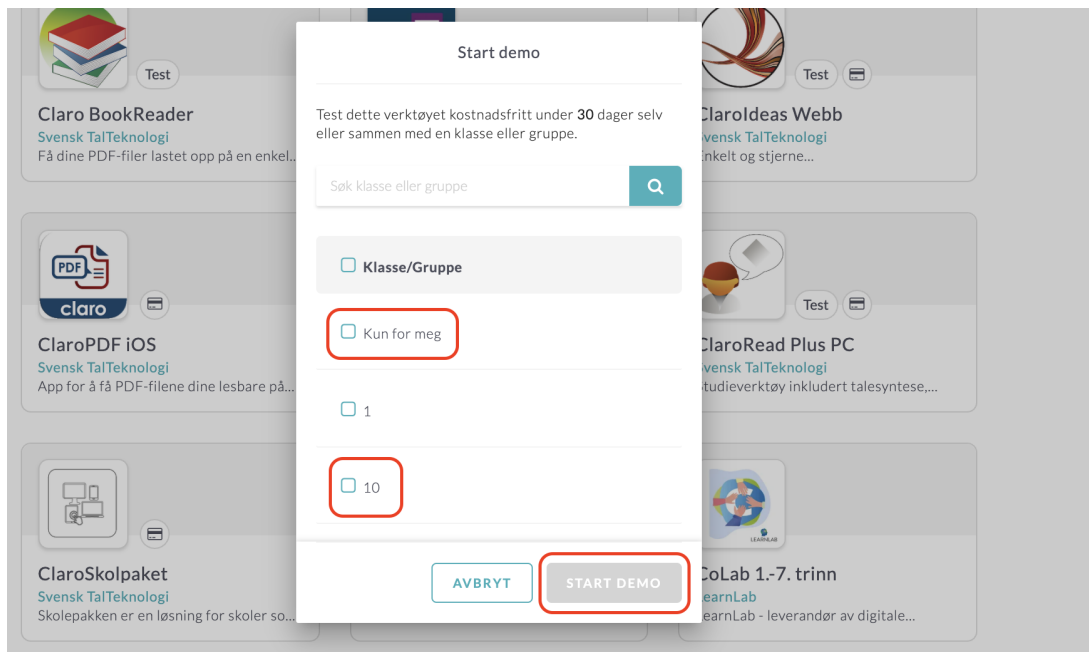 Test
Claro BookReader
Svensk TalTeknologi
Få dine PDF-filer lastet opp på en enkel...
PDF
claro
ClaroPDF iOS
Svensk TalTeknologi
App for å få PDF-filene dine lesbare på...
ClaroSkolpaket
Svensk TalTeknologi
Skolepakken er en løsning for skoler so...
Start demo
Test dette verktøyet kostnadsfritt under 30 dager selv
eller sammen med en klasse eller gruppe.
Søk klasse eller gruppe
Klasse/Gruppe
Kun for meg
1
10
AVBRYT
START DEMO
Test
ClaroIdeas Webb
Svensk TalTeknologi
Enkelt og stjerne...
Test
ClaroRead Plus PC
Svensk TalTeknologi
Studieverktøy inkludert talesyntese,...
LEARNLAB
CoLab 1.-7. trinn
LearnLab
LearnLab - leverandør av digitale...